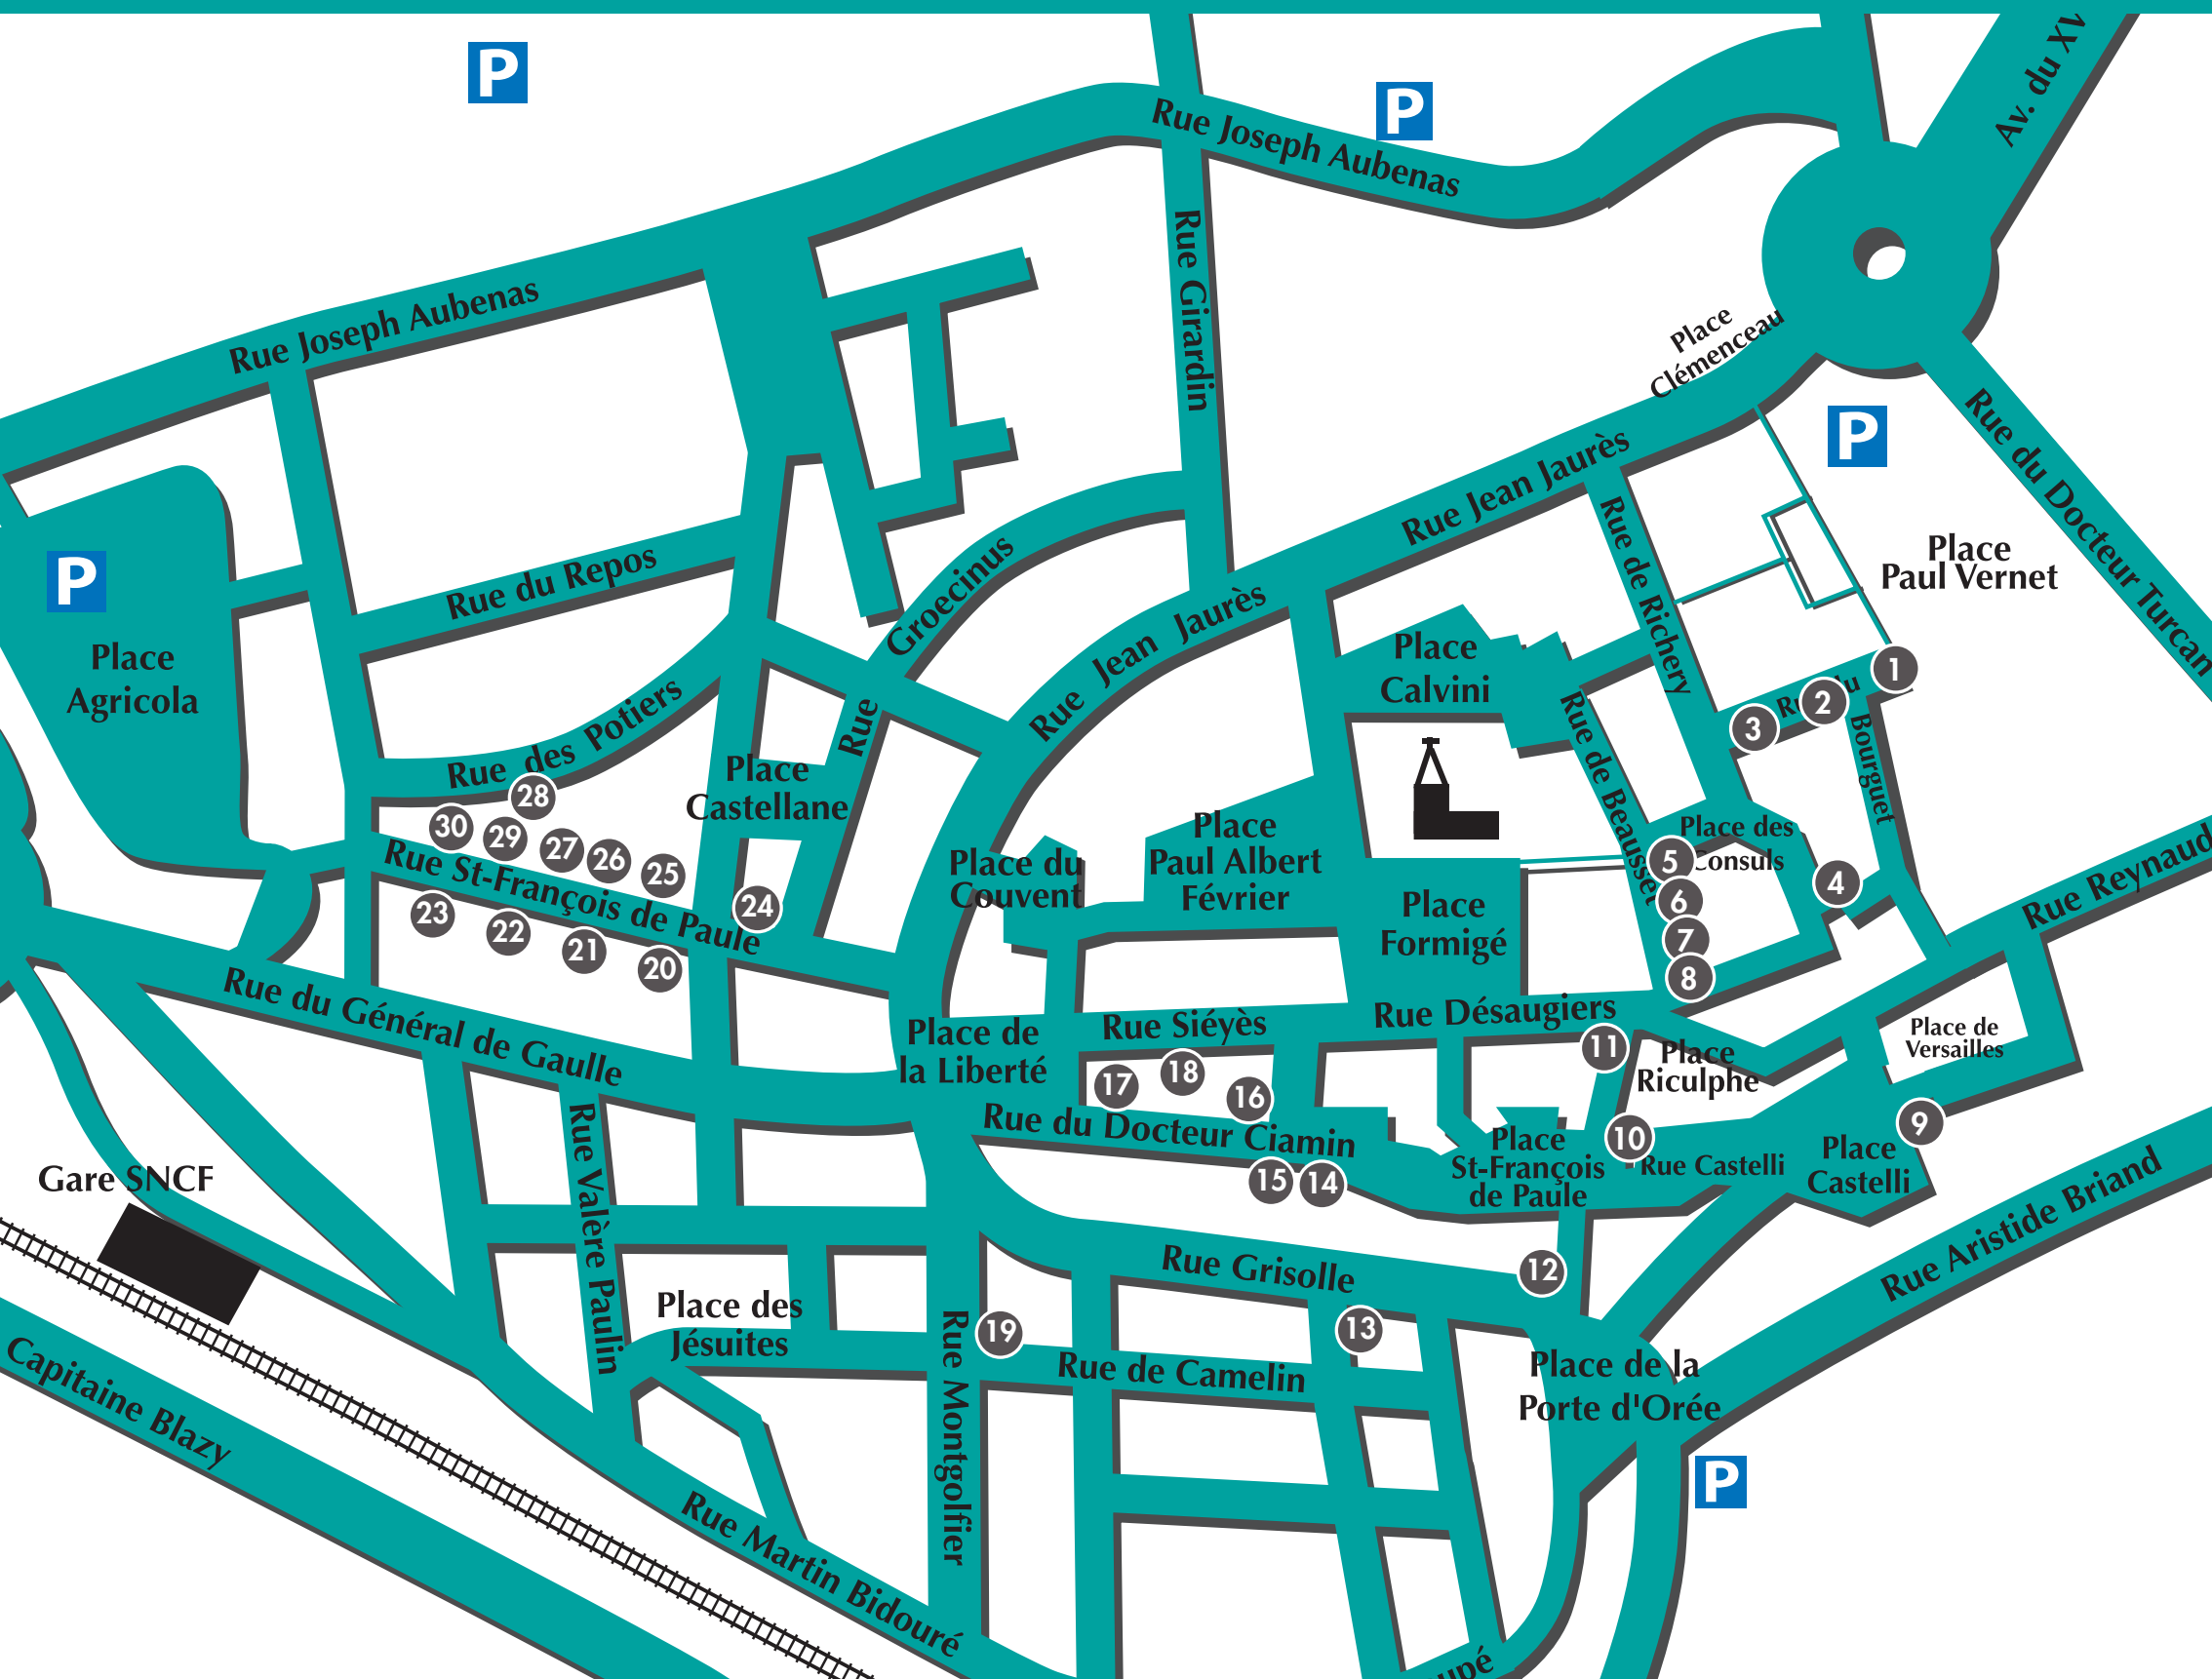 P
P
Av. du XV
Rue Joseph Aubenas
Rue Joseph Aubenas
Rue Girardin
Place
Clémenceau
P
Rue du Docteur Turcan
Rue Jean Jaurès
Rue de Richery
Place
Paul Vernet
P
Place
Agricola
Rue du Repos
Groecinus
Rue
Rue Jean Jaurès
Place
Calvini
1
2
3
Bourguet
Rue des Potiers
Place
Castellane
Rue de Beausset
Place des
Consuls
Place du
Couvent
Place
Paul Albert
Février
Place
Formigé
4
5
6
7
8
28
30
29
27
26
25
24
Rue St-François de Paule
23
22
21
20
Rue Reynaud
Rue du Général de Gaulle
Place de
la Liberté
Rue Siéyès
Rue Désaugiers
11
Place
Riculphe
Place de
Versailles
17
18
16
Rue du Docteur Ciamin
15
14
Place
St-François
de Paule
10
Rue Castelli
Place
Castelli
9
Gare SNCF
Rue Valère Paulin
Rue Grisolle
12
Rue Aristide Briand
Place des
Jésuites
Rue Montgolfier
19
13
Rue de Camelin
Place de la
Porte d'Orée
P
Capitaine Blazy
Rue Martin Bidouré
upé